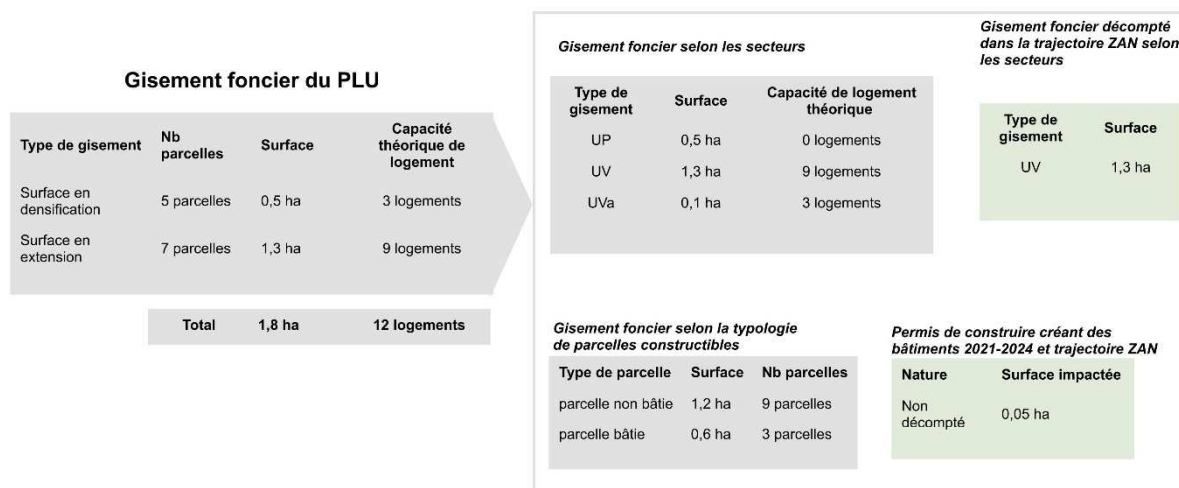 Gisement foncier du PLU
Type de gisement Nb parcelles Surface Capacité théorique de logement
Surface en densification 5 parcelles 0,5 ha 3 logements
Surface en extension 7 parcelles 1,3 ha 9 logements
Total 1,8 ha 12 logements
Gisement foncier selon les secteurs
Type de gisement Surface Capacité de logement théorique
UP 0,5 ha 0 logements
UV 1,3 ha 9 logements
UVa 0,1 ha 3 logements
Gisement foncier décompté
dans la trajectoire ZAN selon
les secteurs
Type de gisement Surface
UV 1,3 ha
Gisement foncier selon la typologie
de parcelles constructibles
Type de parcelle Surface Nb parcelles
parcelle non bâtie 1,2 ha 9 parcelles
parcelle bâtie 0,6 ha 3 parcelles
Permis de construire créant des
bâtiments 2021-2024 et trajectoire ZAN
Nature Surface impactée
Non décompté 0,05 ha